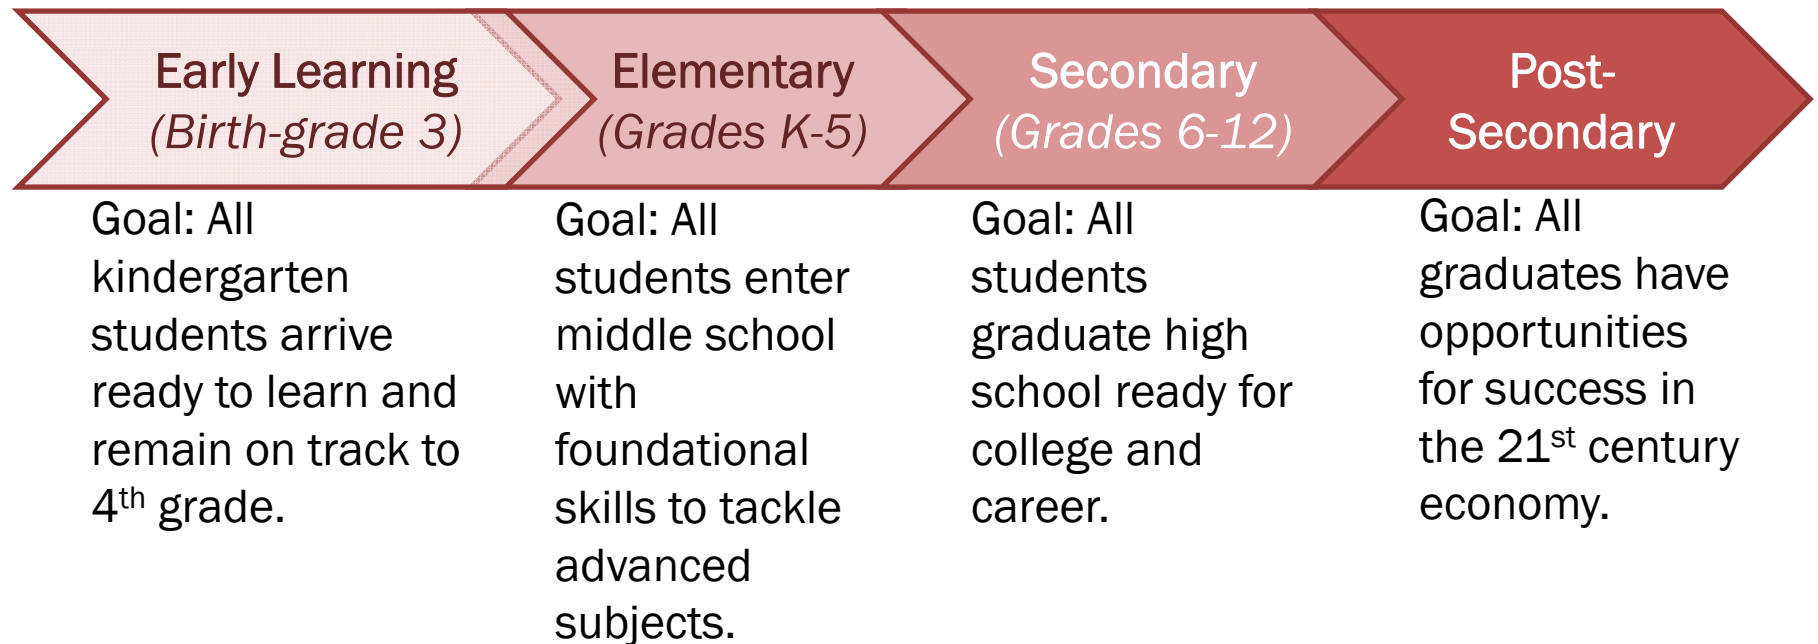 Early Learning
(Birth-grade 3)
Goal: All
kindergarten
students arrive
ready to learn and
remain on track to
4th grade.
Elementary
(Grades K-5)
Goal: All
students enter
middle school
with
foundational
skills to tackle
advanced
subjects.
Secondary
(Grades 6-12)
Goal: All
students
graduate high
school ready for
college and
career.
Post-
Secondary
Goal: All
graduates have
opportunities
for success in
the 21st century
economy.